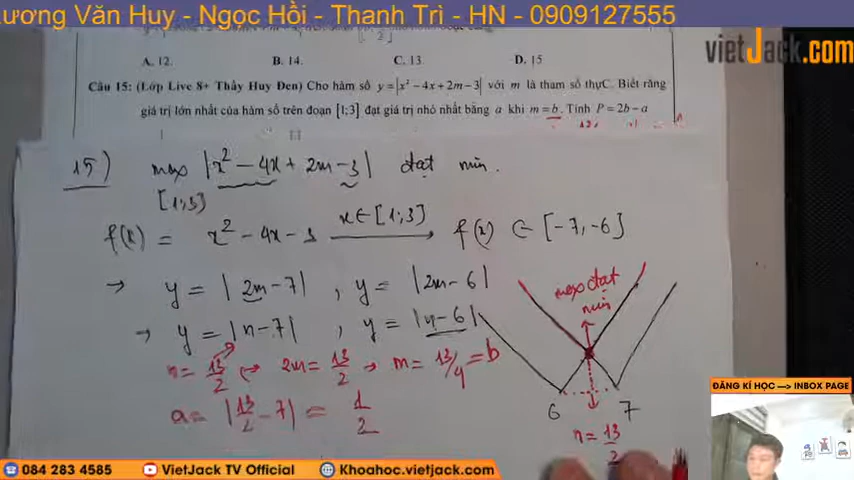 ương Văn Huy - Ngọc Hồi - Thanh Trì - HN - 0909127555
vietJack.com
A. 12. B. 14. C. 13 D. 15
Câu 15: (Lớp Live 8+ Thầy Huy Đen) Cho hàm số y = |x² - 4x + 2m - 3| với m là tham số thựC. Biết rằng
giá trị lớn nhất của hàm số trên đoạn [1;3] đạt giá trị nhỏ nhất bằng a khi m = b. Tính P = 2b - a
15) max |x² - 4x + 2m - 3| đạt min.
[1;3]
f(x) = x² - 4x - 3 x ∈ [1;3] → f(x) ∈ [-7,-6]
→ y = |2m - 7| , y = |2m - 6|
→ y = |n - 7| , y = |n - 6|
n = 13/2 ↔ 2m = 13/2 → m = 13/4 = b
a = |13/2 - 7| = 1/2
max đạt
min
6 7
n = 13/2
ĐĂNG KÍ HỌC —> INBOX PAGE
084 283 4585 VietJack TV Official Khoahoc.vietjack.com